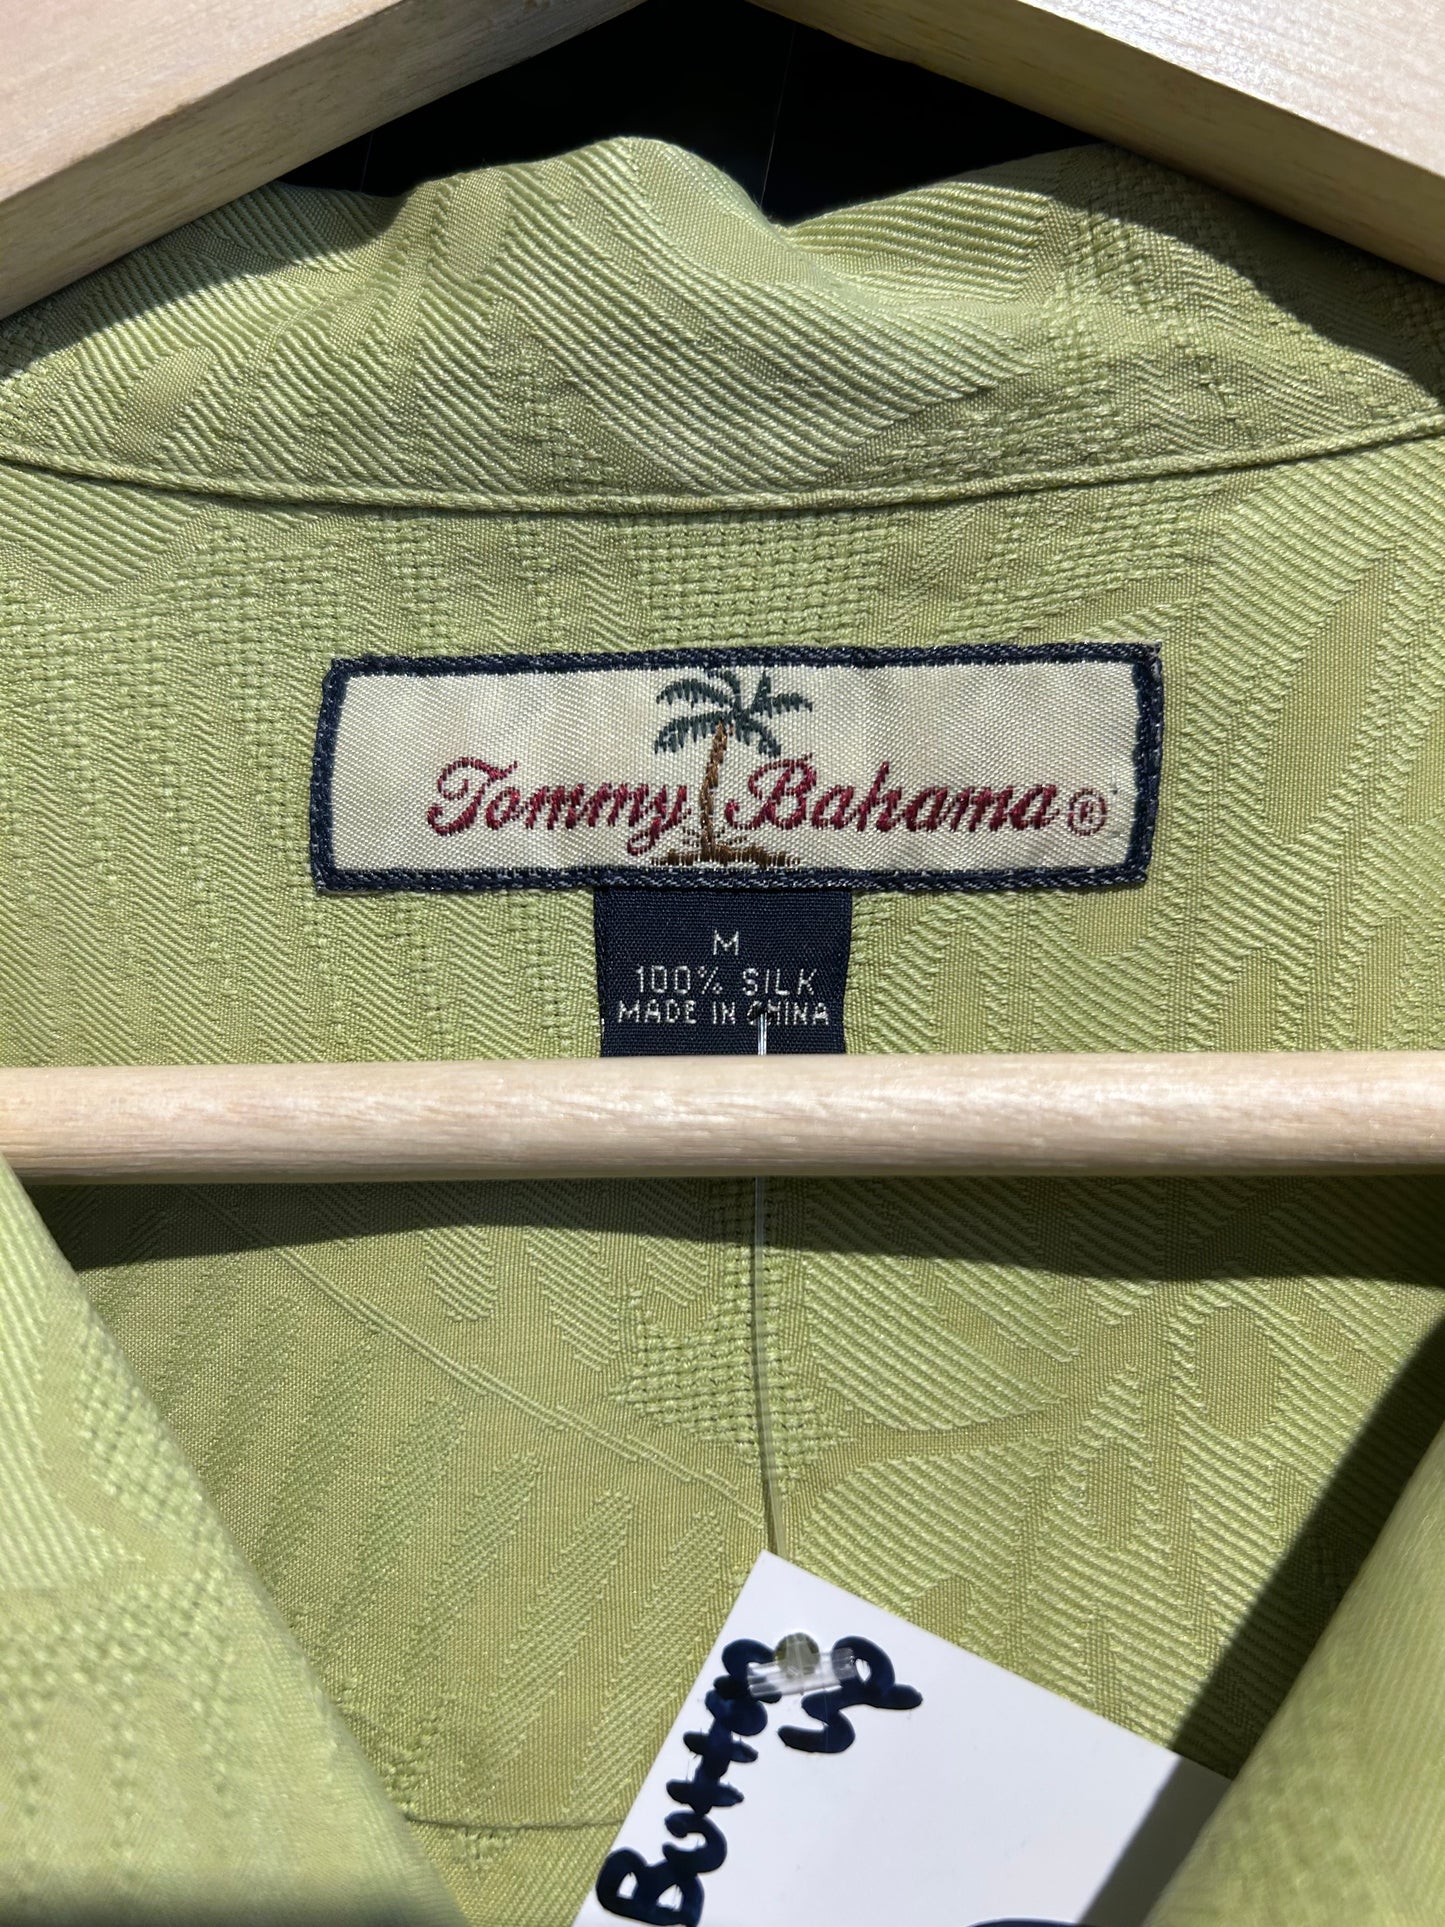 Tommy Bahama®
M
100% SILK
MADE IN CHINA
Button
up